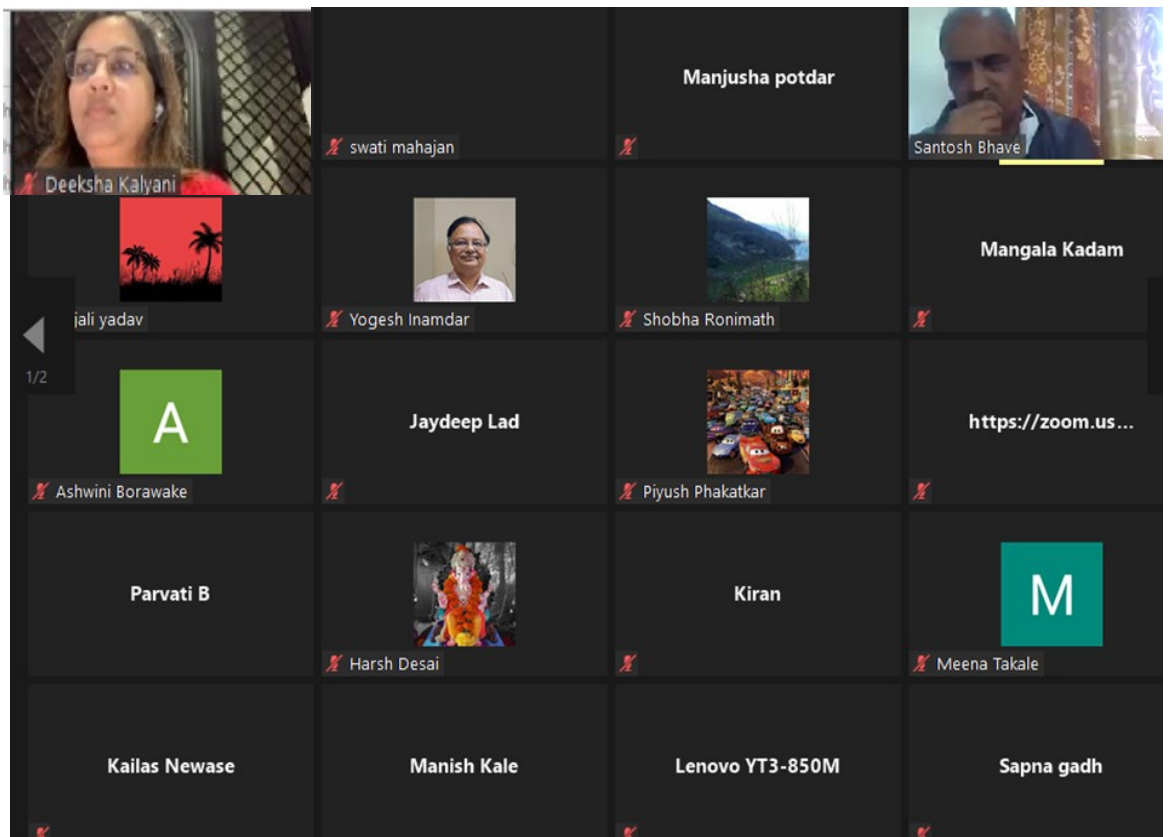 Deeksha Kalyani
swati mahajan
Manjusha potdar
Santosh Bhave
jali yadav
Yogesh Inamdar
Shobha Ronimath
Mangala Kadam
1/2
A
Ashwini Borawake
Jaydeep Lad
Piyush Phakatkar
https://zoom.us...
Parvati B
Harsh Desai
Kiran
M
Meena Takale
Kailas Newase
Manish Kale
Lenovo YT3-850M
Sapna gadh